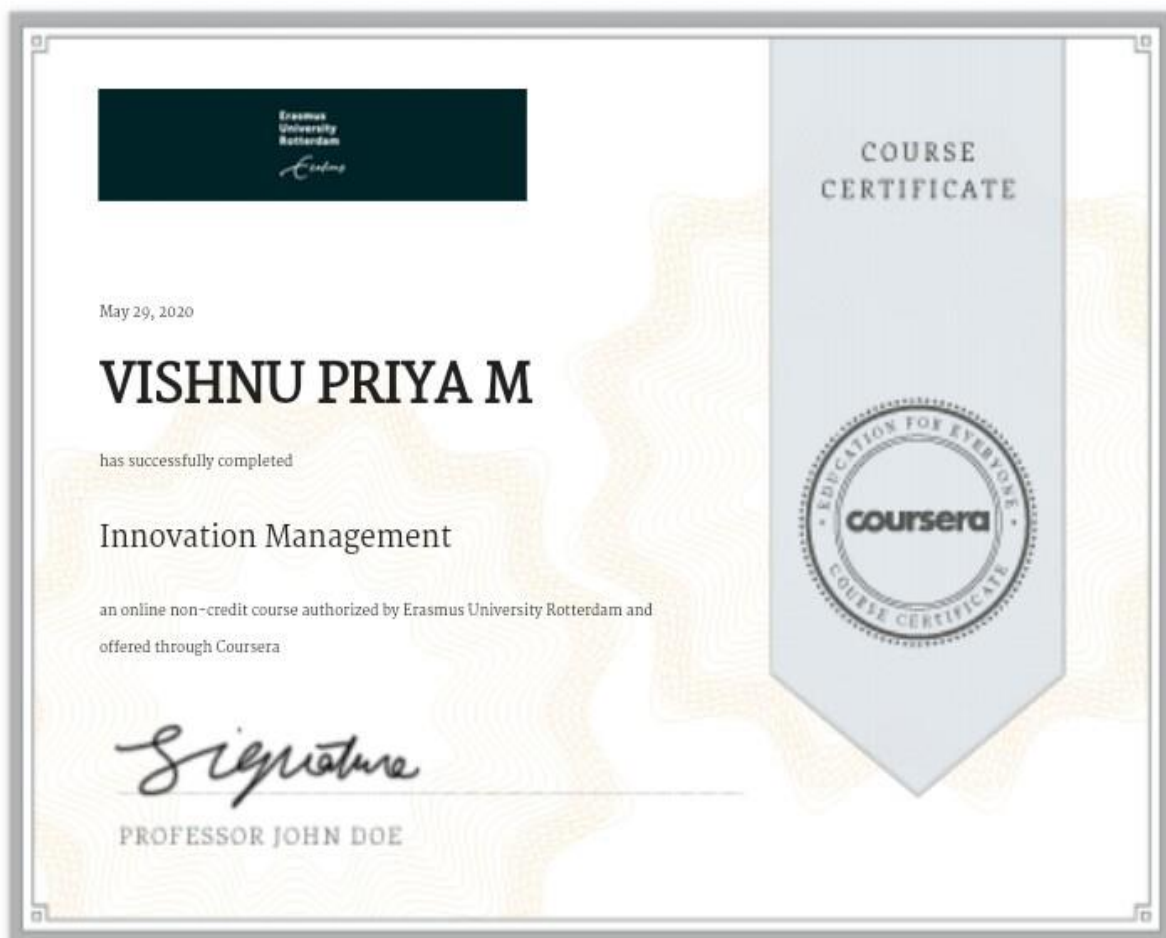 Erasmus
University
Rotterdam
Erasmus
COURSE
CERTIFICATE
May 29, 2020
VISHNU PRIYA M
has successfully completed
Innovation Management
an online non-credit course authorized by Erasmus University Rotterdam and
offered through Coursera
EDUCATION FOR EVERYONE
coursera
COURSE CERTIFICATE
Signature
PROFESSOR JOHN DOE